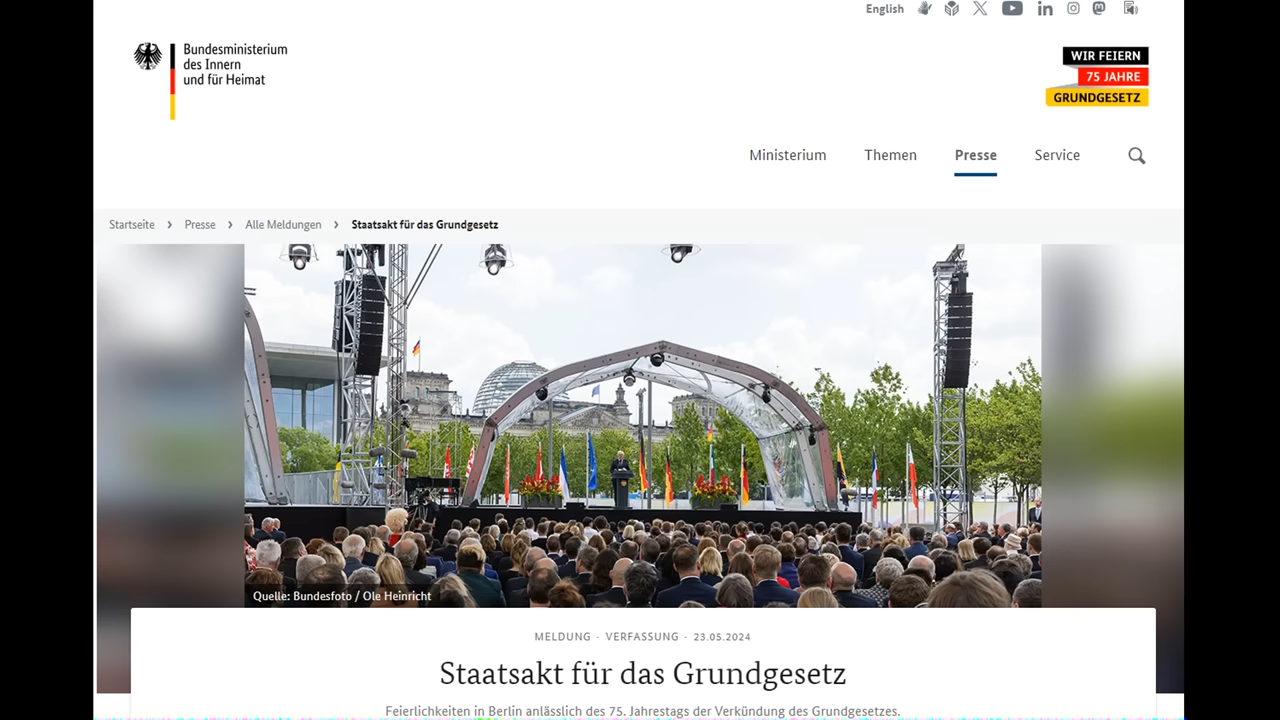 English
Bundesministerium
des Innern
und für Heimat
WIR FEIERN
75 JAHRE
GRUNDGESETZ
Ministerium Themen Presse Service
Startseite Presse Alle Meldungen Staatsakt für das Grundgesetz
Quelle: Bundesfoto / Ole Heinricht
MELDUNG · VERFASSUNG · 23.05.2024
Staatsakt für das Grundgesetz
Feierlichkeiten in Berlin anlässlich des 75. Jahrestags der Verkündung des Grundgesetzes.